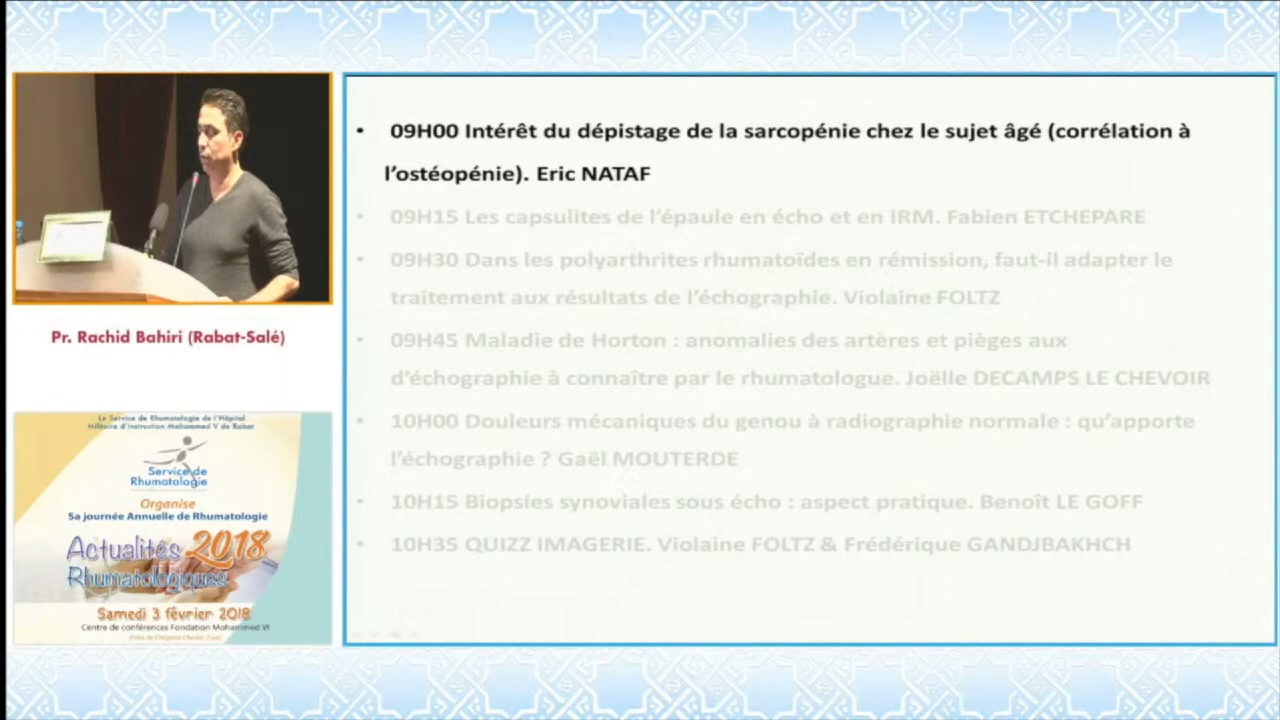 • 09H00 Intérêt du dépistage de la sarcopénie chez le sujet âgé (corrélation à
l’ostéopénie). Eric NATAF
• 09H15 Les capsulites de l’épaule en écho et en IRM. Fabien ETCHEPARE
• 09H30 Dans les polyarthrites rhumatoïdes en rémission, faut-il adapter le
traitement aux résultats de l’échographie. Violaine FOLTZ
• 09H45 Maladie de Horton : anomalies des artères et pièges aux
d’échographie à connaître par le rhumatologue. Joëlle DECAMPS LE CHEVOIR
• 10H00 Douleurs mécaniques du genou à radiographie normale : qu’apporte
l’échographie ? Gaël MOUTERDE
• 10H15 Biopsies synoviales sous écho : aspect pratique. Benoît LE GOFF
• 10H35 QUIZZ IMAGERIE. Violaine FOLTZ & Frédérique GANDJBAKHCH
Pr. Rachid Bahiri (Rabat-Salé)
Le Service de Rhumatologie de l’Hôpital
Militaire d’Instruction Mohammed V de Rabat
Service de
Rhumatologie
Organise
Sa journée Annuelle de Rhumatologie
Actualités 2018
Rhumatologiques
Samedi 3 février 2018
Centre de conférences Fondation Mohammed VI